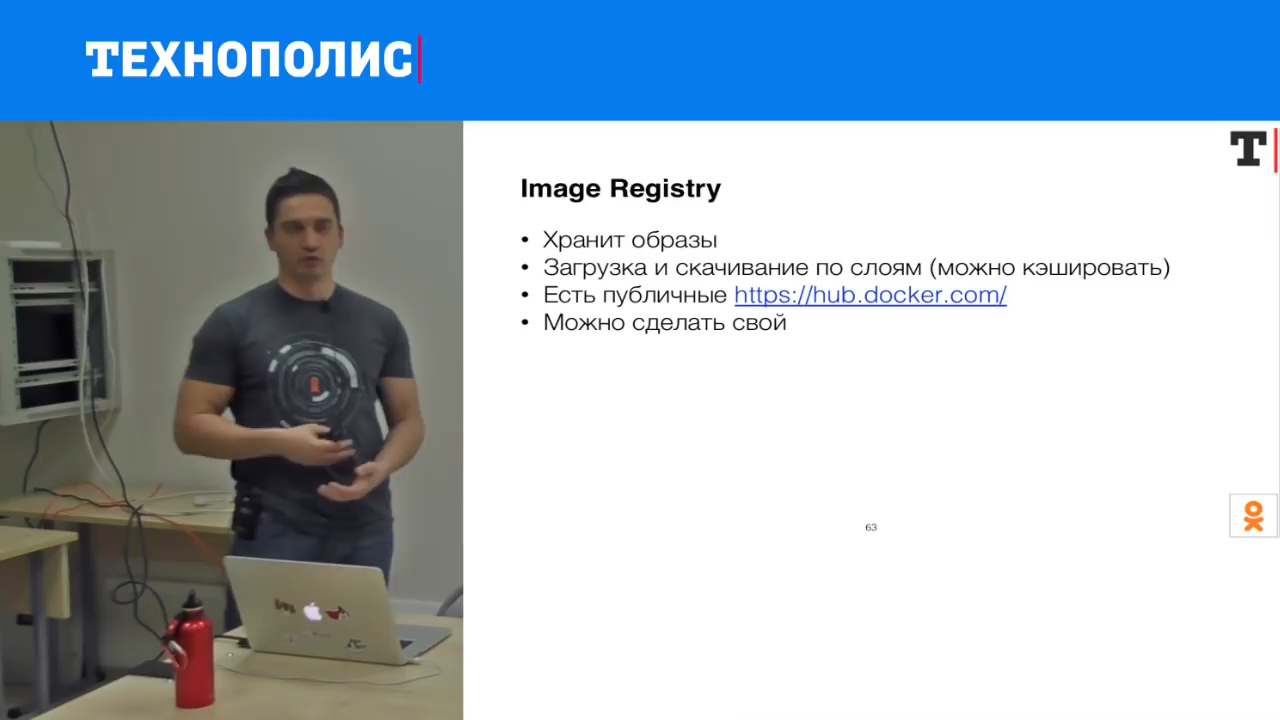 ТЕХНОПОЛИС
T
Image Registry
• Хранит образы
• Загрузка и скачивание по слоям (можно кэшировать)
• Есть публичные https://hub.docker.com/
• Можно сделать свой
63